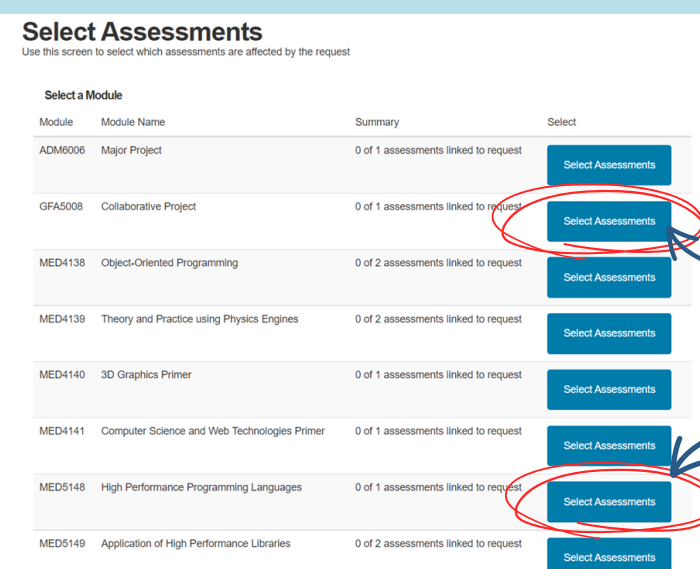 Select Assessments
Use this screen to select which assessments are affected by the request
Select a Module
Module Module Name Summary Select
ADM6006 Major Project 0 of 1 assessments linked to request Select Assessments
GFA5008 Collaborative Project 0 of 1 assessments linked to request Select Assessments
MED4138 Object-Oriented Programming 0 of 2 assessments linked to request Select Assessments
MED4139 Theory and Practice using Physics Engines 0 of 2 assessments linked to request Select Assessments
MED4140 3D Graphics Primer 0 of 1 assessments linked to request Select Assessments
MED4141 Computer Science and Web Technologies Primer 0 of 1 assessments linked to request Select Assessments
MED5148 High Performance Programming Languages 0 of 1 assessments linked to request Select Assessments
MED5149 Application of High Performance Libraries 0 of 2 assessments linked to request Select Assessments